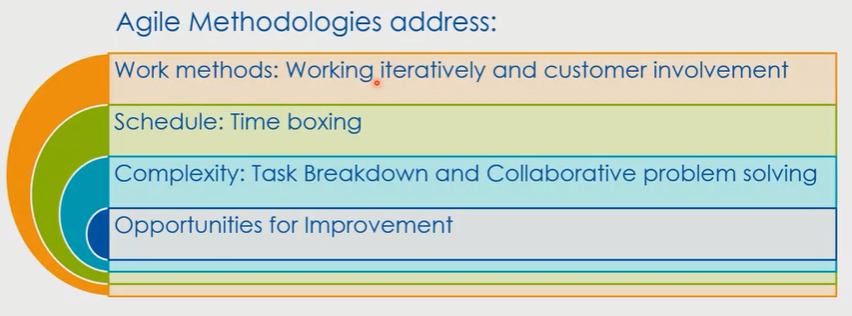 Agile Methodologies address:
Work methods: Working iteratively and customer involvement
Schedule: Time boxing
Complexity: Task Breakdown and Collaborative problem solving
Opportunities for Improvement